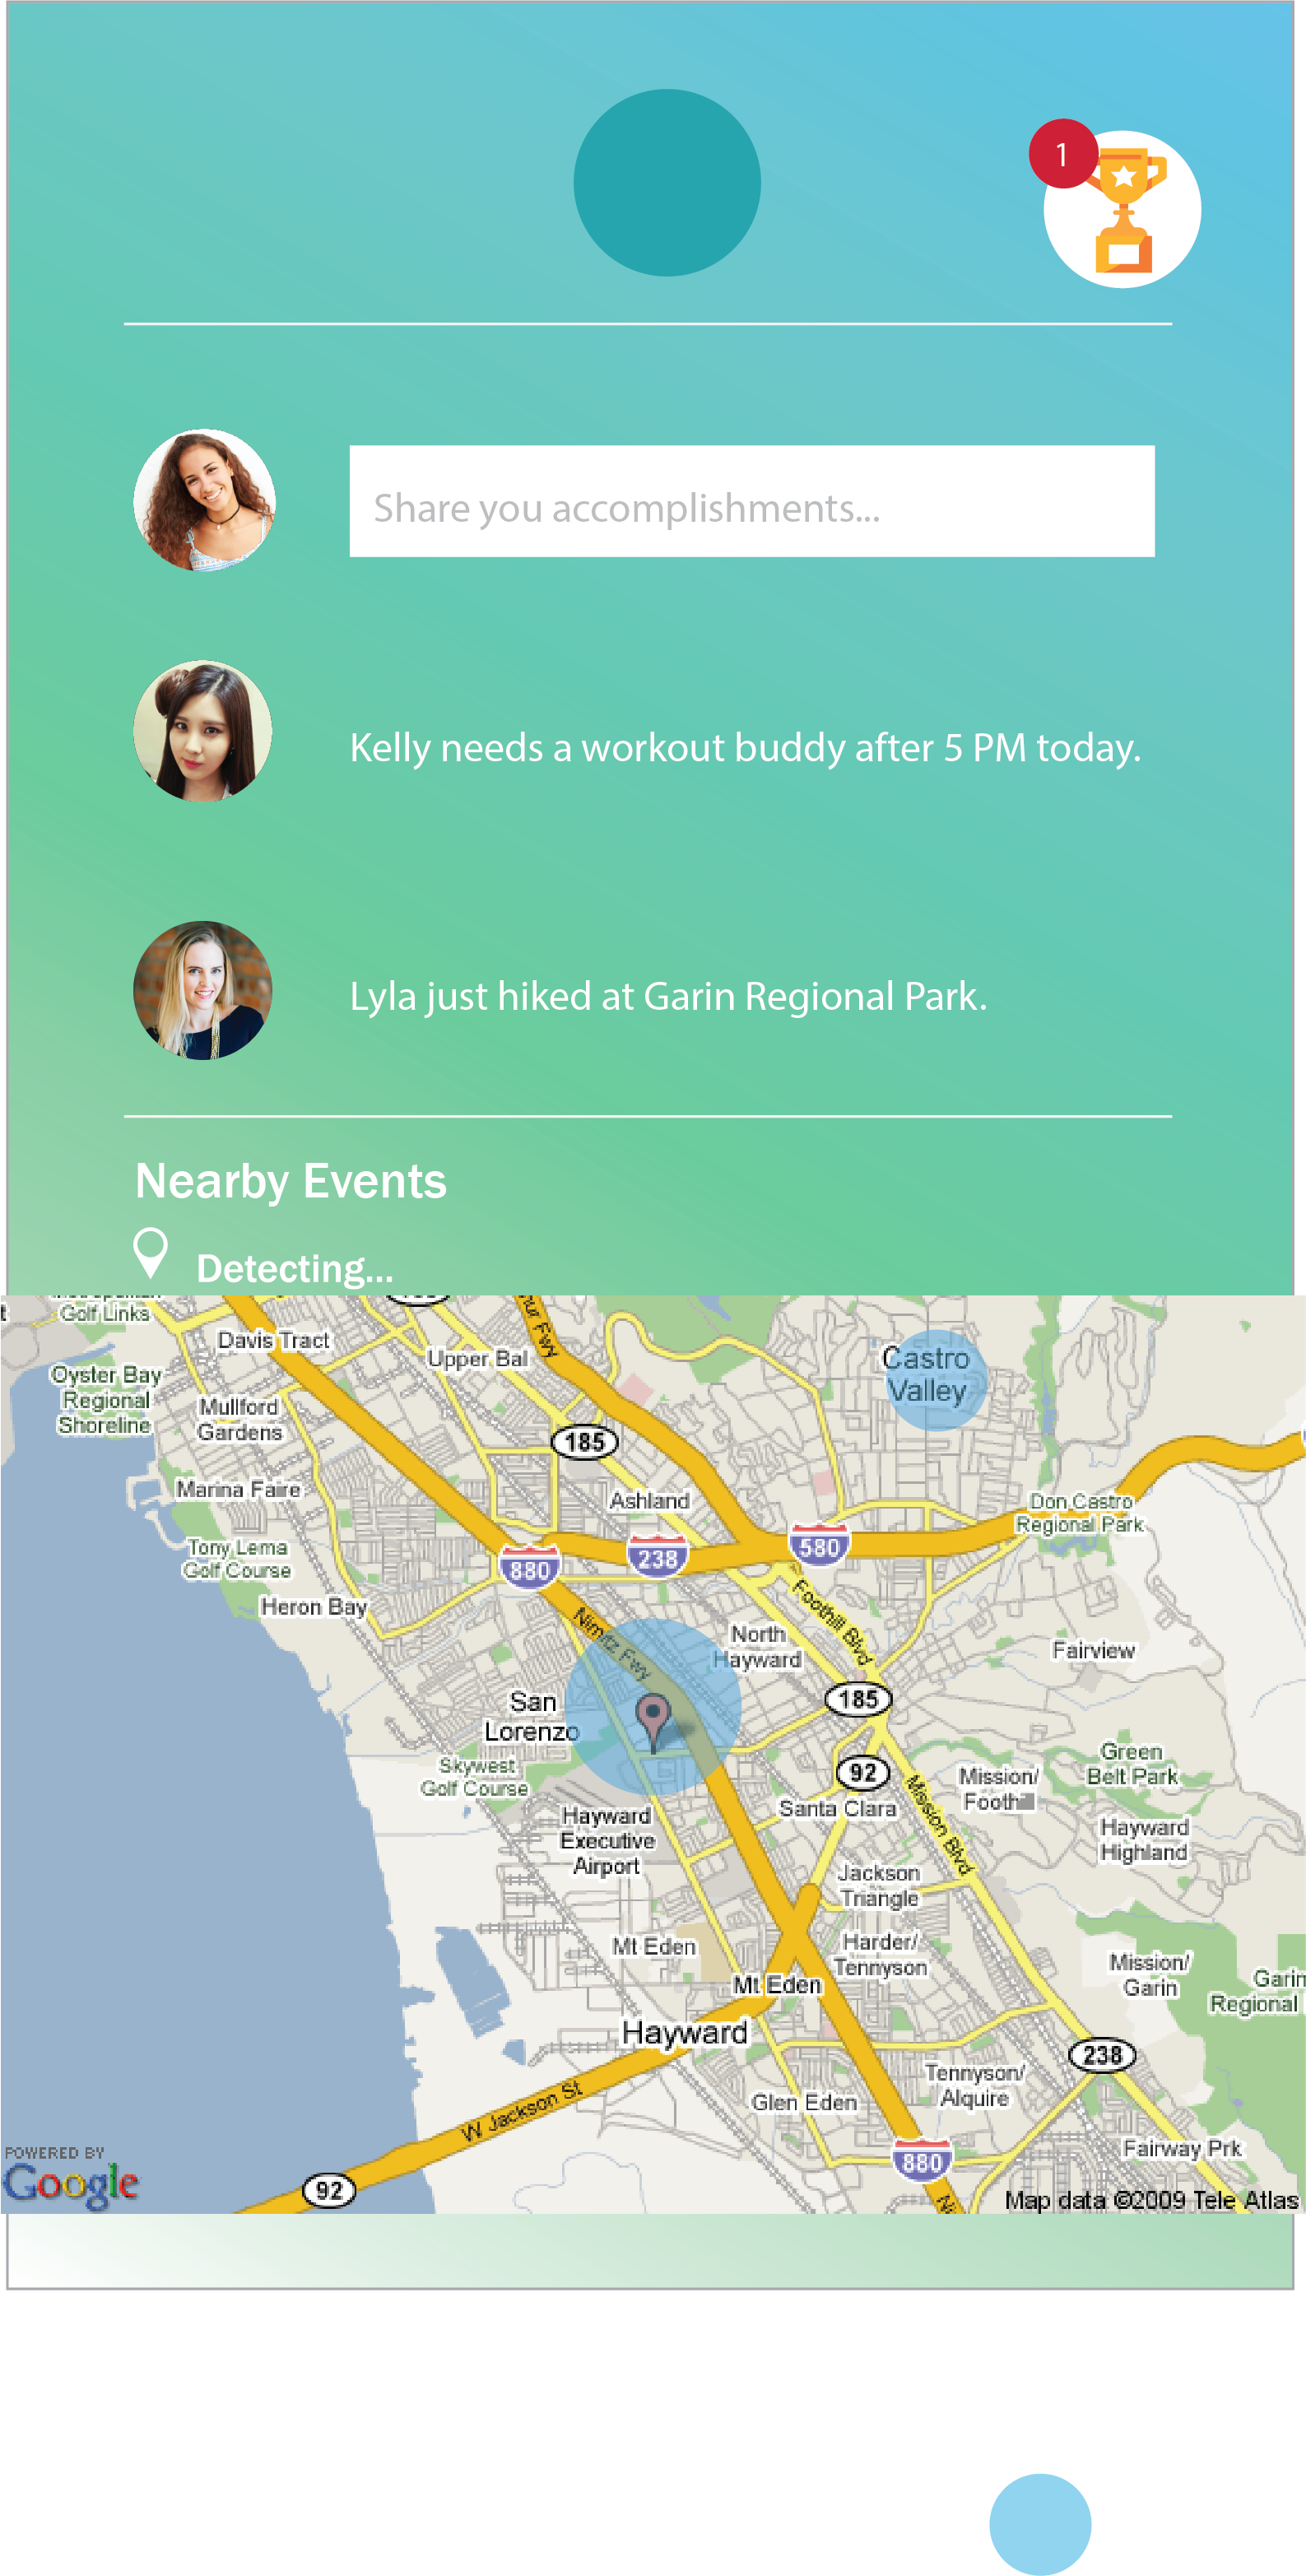 1
Share you accomplishments...
Kelly needs a workout buddy after 5 PM today.
Lyla just hiked at Garin Regional Park.
Nearby Events
Detecting...
Golf Links
Davis Tract
Upper Bal
Castro
Valley
Oyster Bay
Regional
Shoreline
Mullford
Gardens
185
Marina Faire
Ashland
Don Castro
Regional Park
Tony Lema
Golf Course
880
238
580
Heron Bay
Nimitz Fwy
Foothill Blvd
North
Hayward
Fairview
San
Lorenzo
185
Skywest
Golf Course
92
Mission/
Green
Belt Park
Santa Clara
Mission Blvd
Hayward
Executive
Airport
Hayward
Highland
Jackson
Triangle
Mt Eden
Harder/
Tennyson
Mission/
Garin
Garin
Regional
Mt Eden
Hayward
238
Tennyson/
Alquire
Glen Eden
W Jackson St
880
Fairway Prk
POWERED BY
Google
92
Map data ©2009 Tele Atlas